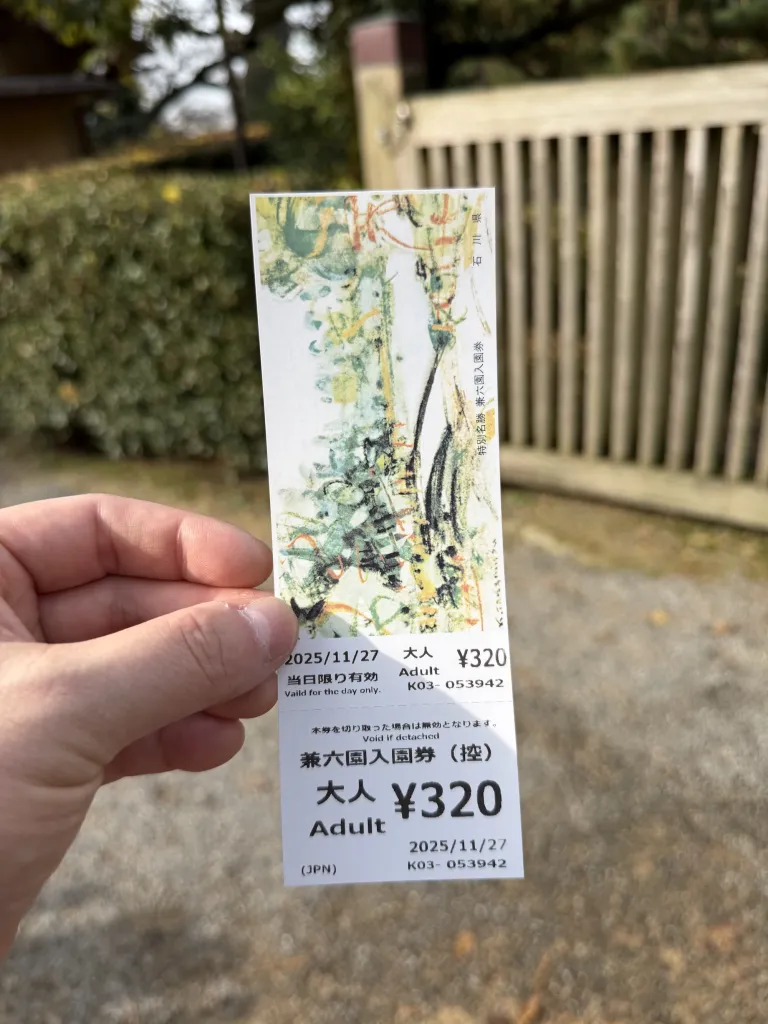 石川県
特別名勝 兼六園入園券
2025/11/27 大人 ¥320
当日限り有効 Adult
Vaild for the day only. K03- 053942
本券を切り取った場合は無効となります。
Void if detached
兼六園入園券（控）
大人 ¥320
Adult
2025/11/27
(JPN) K03- 053942